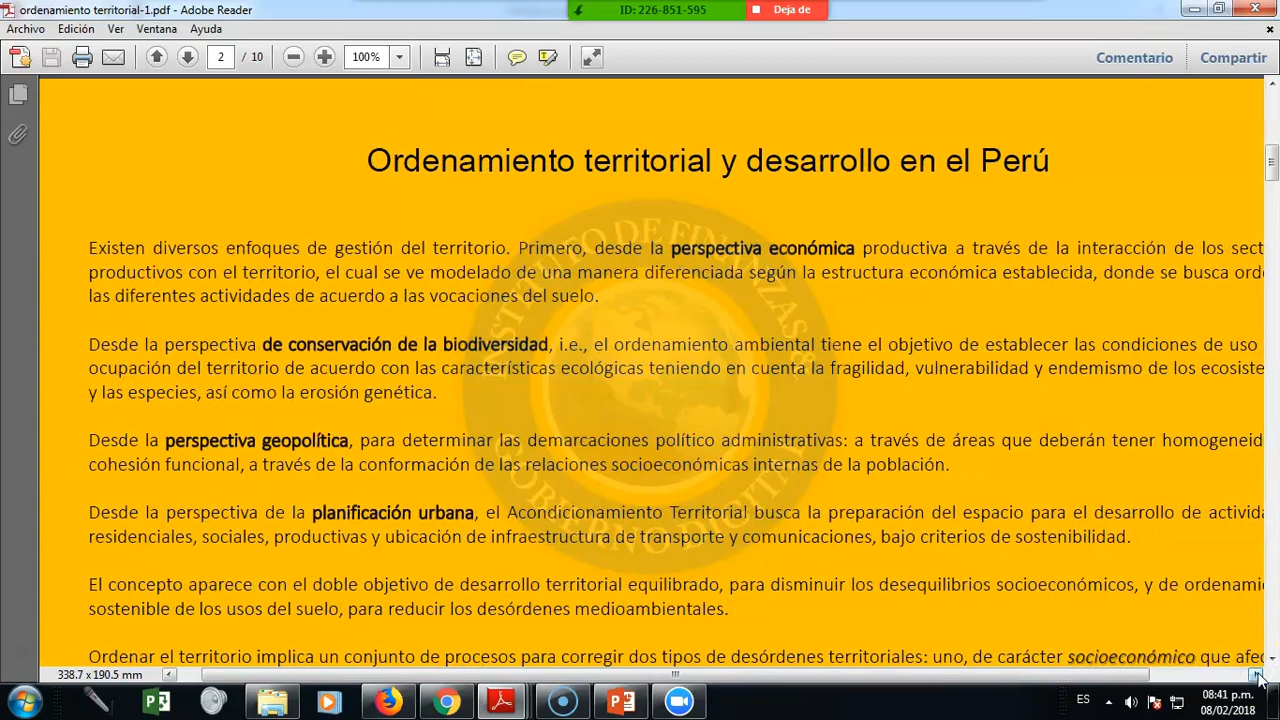 ordenamiento territorial-1.pdf - Adobe Reader
ID: 226-851-595
Deja de
Archivo Edición Ver Ventana Ayuda
2 / 10 100% Comentario Compartir
Ordenamiento territorial y desarrollo en el Perú
Existen diversos enfoques de gestión del territorio. Primero, desde la perspectiva económica productiva a través de la interacción de los sect
productivos con el territorio, el cual se ve modelado de una manera diferenciada según la estructura económica establecida, donde se busca ord
las diferentes actividades de acuerdo a las vocaciones del suelo.
Desde la perspectiva de conservación de la biodiversidad, i.e., el ordenamiento ambiental tiene el objetivo de establecer las condiciones de uso
ocupación del territorio de acuerdo con las características ecológicas teniendo en cuenta la fragilidad, vulnerabilidad y endemismo de los ecosiste
y las especies, así como la erosión genética.
Desde la perspectiva geopolítica, para determinar las demarcaciones político administrativas: a través de áreas que deberán tener homogeneid
cohesión funcional, a través de la conformación de las relaciones socioeconómicas internas de la población.
Desde la perspectiva de la planificación urbana, el Acondicionamiento Territorial busca la preparación del espacio para el desarrollo de activida
residenciales, sociales, productivas y ubicación de infraestructura de transporte y comunicaciones, bajo criterios de sostenibilidad.
El concepto aparece con el doble objetivo de desarrollo territorial equilibrado, para disminuir los desequilibrios socioeconómicos, y de ordenamie
sostenible de los usos del suelo, para reducir los desórdenes medioambientales.
Ordenar el territorio implica un conjunto de procesos para corregir dos tipos de desórdenes territoriales: uno, de carácter socioeconómico que afec
INSTITUTO DE FINANZAS &
GOBIERNO DIGITAL
338.7 x 190.5 mm
ES
08:41 p.m.
08/02/2018